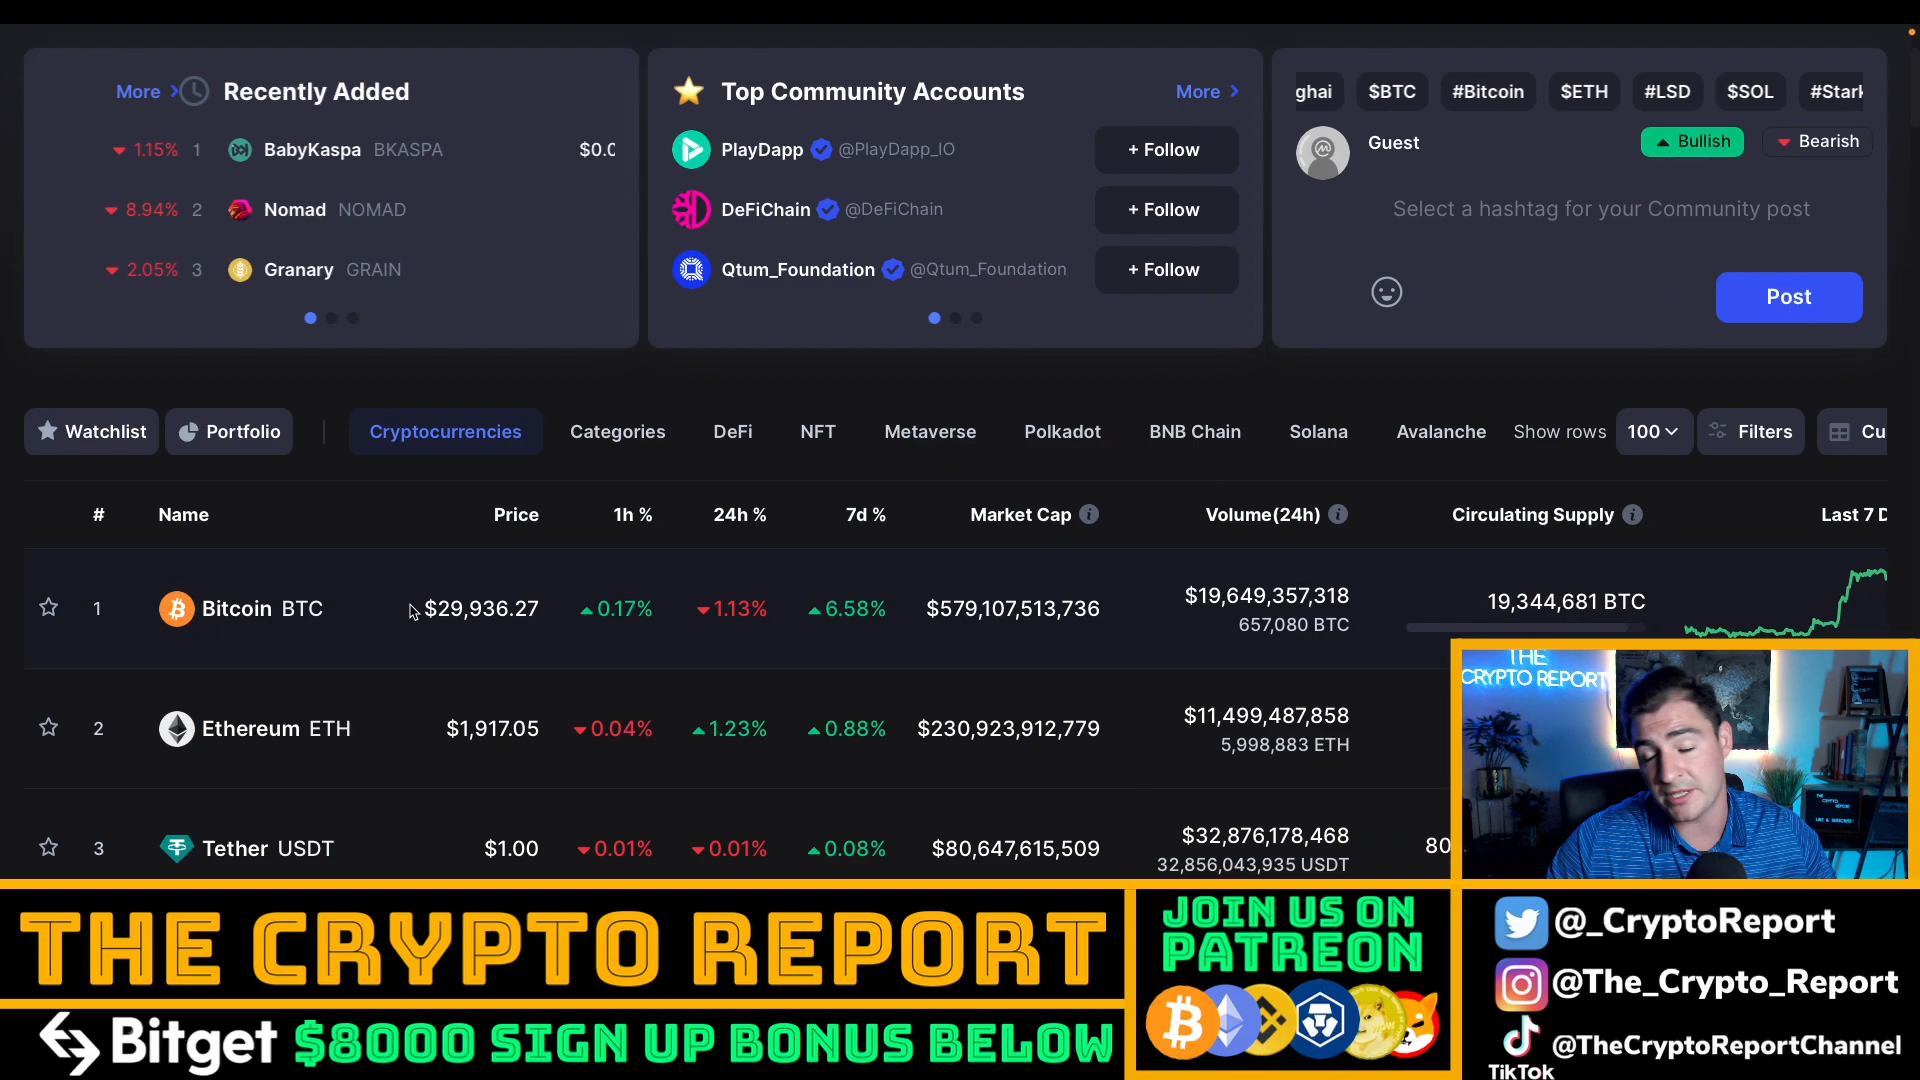 More
Recently Added
1.15% 1 BabyKaspa BKASPA $0.0
8.94% 2 Nomad NOMAD
2.05% 3 Granary GRAIN
Top Community Accounts More
PlayDapp @PlayDapp_IO + Follow
DeFiChain @DeFiChain + Follow
Qtum_Foundation @Qtum_Foundation + Follow
ghai $BTC #Bitcoin $ETH #LSD $SOL #Stark
Guest Bullish Bearish
Select a hashtag for your Community post
Post
Watchlist Portfolio Cryptocurrencies Categories DeFi NFT Metaverse Polkadot BNB Chain Solana Avalanche Show rows 100 Filters Cu
# Name Price 1h % 24h % 7d % Market Cap Volume(24h) Circulating Supply Last 7 D
1 Bitcoin BTC $29,936.27 0.17% 1.13% 6.58% $579,107,513,736 $19,649,357,318 19,344,681 BTC
657,080 BTC
2 Ethereum ETH $1,917.05 0.04% 1.23% 0.88% $230,923,912,779 $11,499,487,858
5,998,883 ETH
3 Tether USDT $1.00 0.01% 0.01% 0.08% $80,647,615,509 $32,876,178,468 80
32,856,043,935 USDT
THE
CRYPTO REPORT
THE CRYPTO REPORT
Bitget $8000 SIGN UP BONUS BELOW
JOIN US ON
PATREON
@_CryptoReport
@The_Crypto_Report
@TheCryptoReportChannel
TikTok